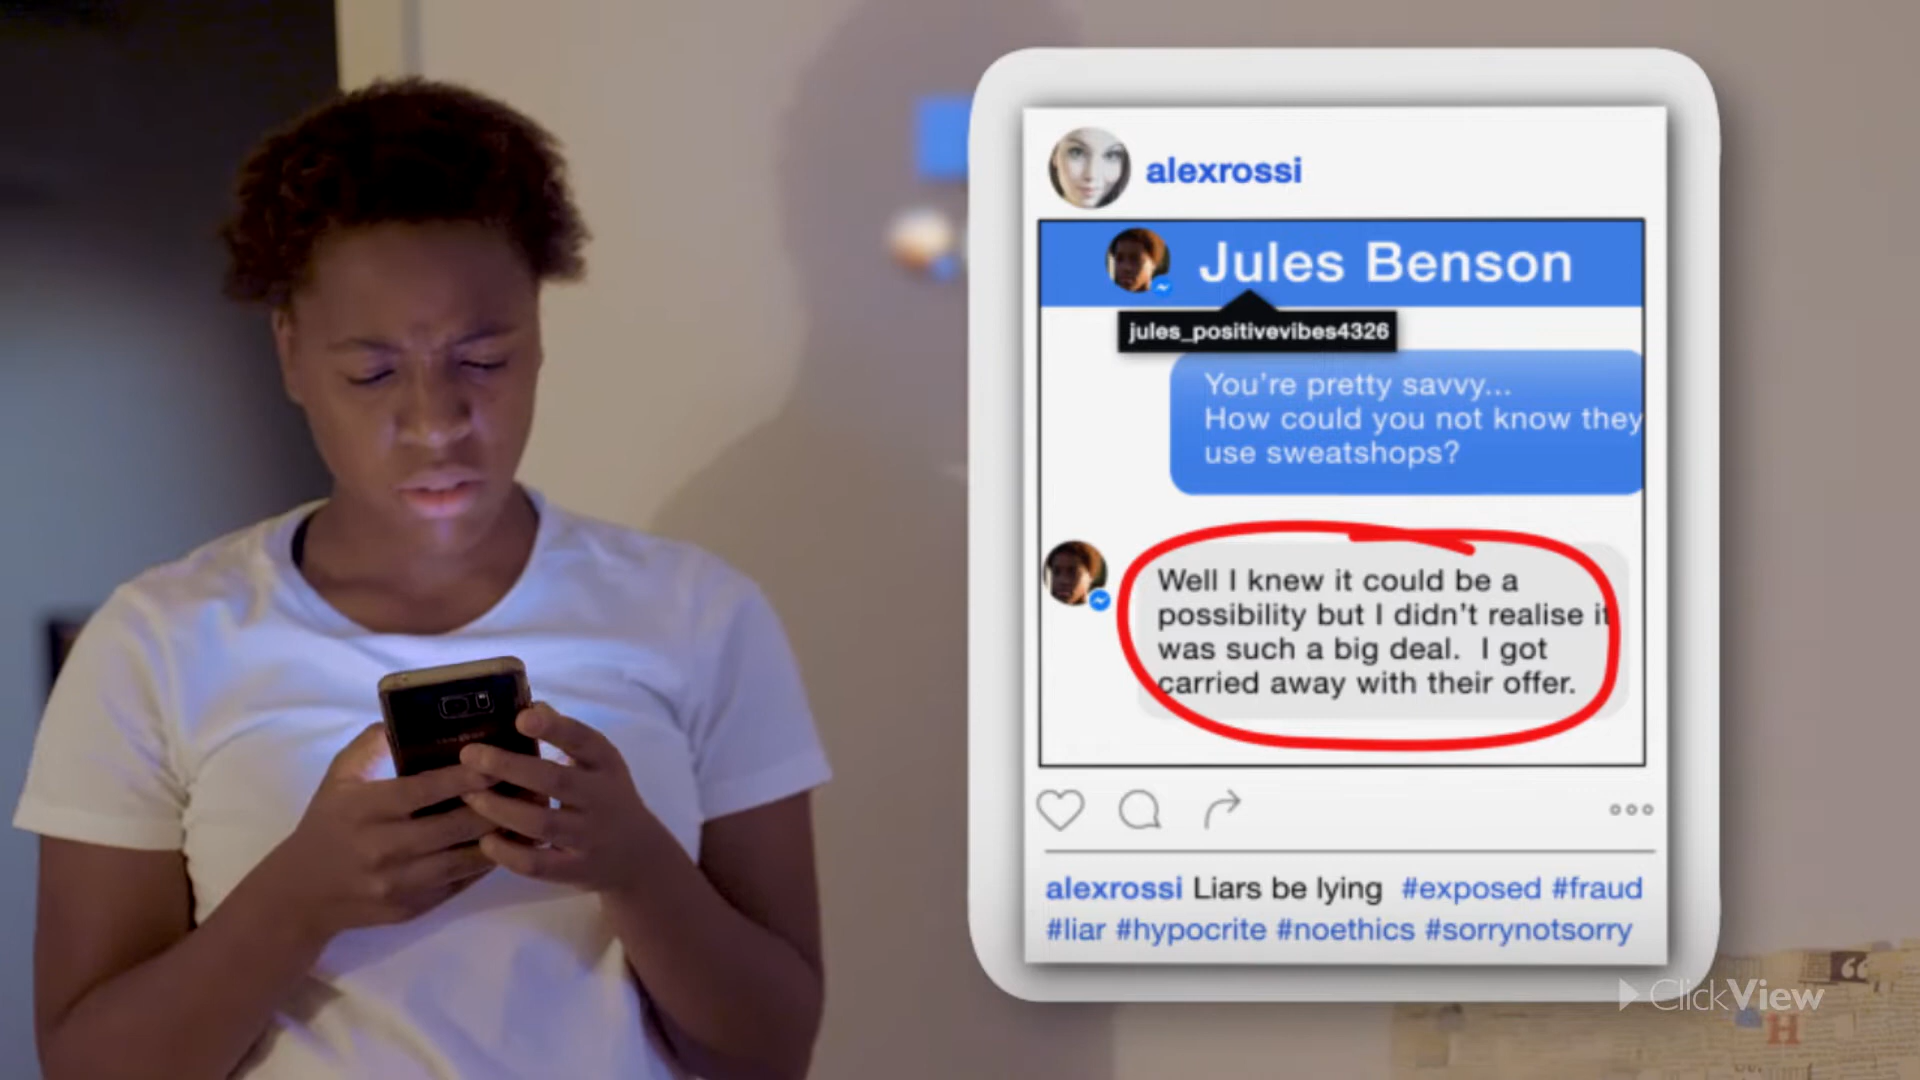 alexrossi
Jules Benson
jules_positivevibes4326
You're pretty savvy...
How could you not know they
use sweatshops?
Well I knew it could be a
possibility but I didn't realise it
was such a big deal.  I got
carried away with their offer.
alexrossi Liars be lying #exposed #fraud
#liar #hypocrite #noethics #sorrynotsorry
ClickView
“
H